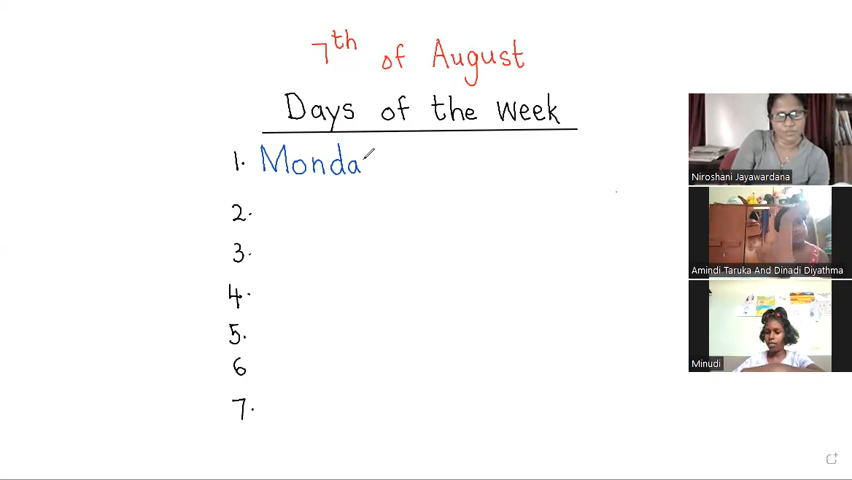 7th of August
Days of the week
1. Monda
2.
3.
4.
5.
6
7.
Niroshani Jayawardana
Amindi Taruka And Dinadi Diyathma
Minudi